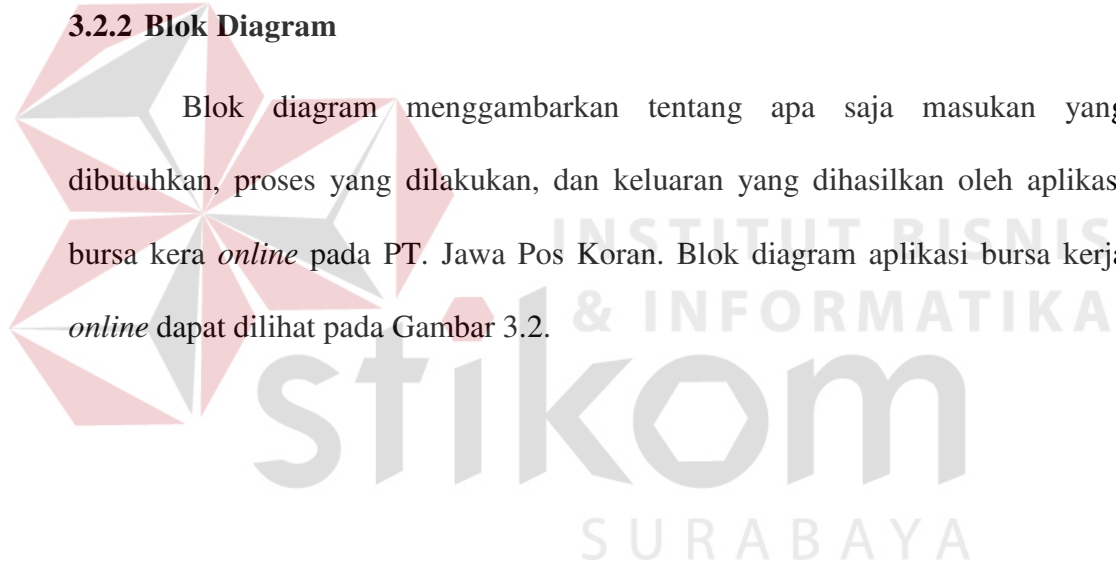 3.2.2 Blok Diagram
Blok diagram menggambarkan tentang apa saja masukan yang
dibutuhkan, proses yang dilakukan, dan keluaran yang dihasilkan oleh aplikasi
INSTITUT BISNIS
bursa kera online pada PT. Jawa Pos Koran. Blok diagram aplikasi bursa kerja
& INFORMATIKA
online dapat dilihat pada Gambar 3.2.
stikom
SURABAYA